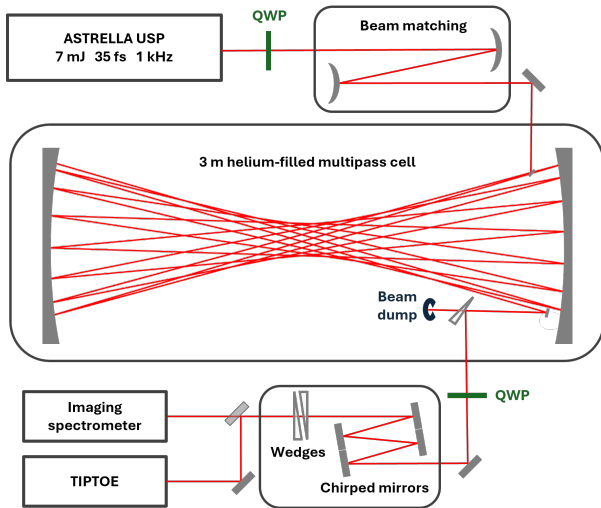 QWP
Beam matching
ASTRELLA USP
7 mJ 35 fs 1 kHz
3 m helium-filled multipass cell
Beam
dump
QWP
Imaging
spectrometer
Wedges
TIPTOE
Chirped mirrors